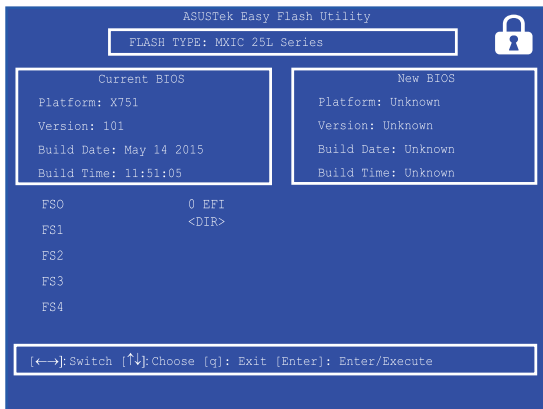 ASUSTek Easy Flash Utility
FLASH TYPE: MXIC 25L Series
Current BIOS
Platform: X751
Version: 101
Build Date: May 14 2015
Build Time: 11:51:05
New BIOS
Platform: Unknown
Version: Unknown
Build Date: Unknown
Build Time: Unknown
FSO 0 EFI
FS1 <DIR>
FS2
FS3
FS4
[←→]: Switch [↑↓]: Choose [q]: Exit [Enter]: Enter/Execute